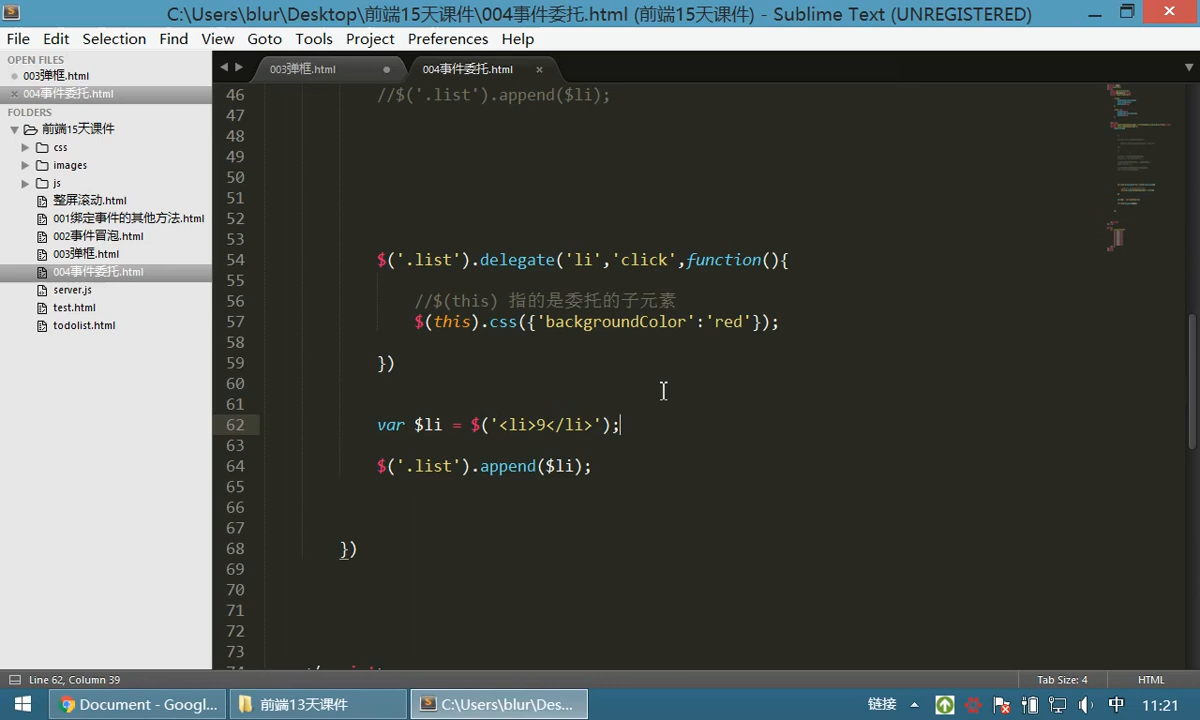 C:\Users\blur\Desktop\前端15天课件\004事件委托.html (前端15天课件) - Sublime Text (UNREGISTERED)
File Edit Selection Find View Goto Tools Project Preferences Help
OPEN FILES
003弹框.html
004事件委托.html
FOLDERS
前端15天课件
css
images
js
整屏滚动.html
001绑定事件的其他方法.html
002事件冒泡.html
003弹框.html
004事件委托.html
server.js
test.html
todolist.html
003弹框.html 004事件委托.html
46 //$('.list').append($li);
47
48
49
50
51
52
53
54 $('.list').delegate('li','click',function(){
55
56 //$(this) 指的是委托的子元素
57 $(this).css({'backgroundColor':'red'});
58
59 })
60
61
62 var $li = $('<li>9</li>');
63
64 $('.list').append($li);
65
66
67
68 })
69
70
71
72
73
Line 62, Column 39 Tab Size: 4 HTML
Document - Googl... 前端13天课件 C:\Users\blur\Des... 链接 中 11:21